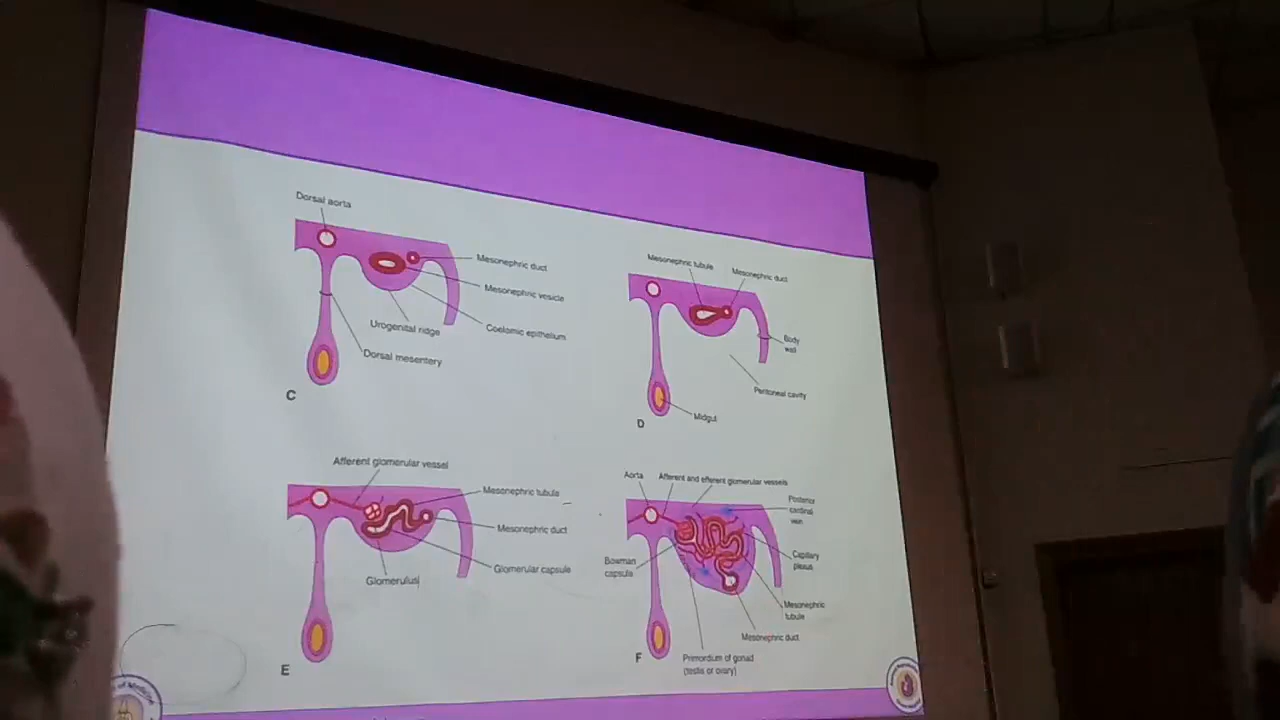 Dorsal aorta
Mesonephric duct
Mesonephric vesicle
Coelomic epithelium
Urogenital ridge
Dorsal mesentery
C
Mesonephric tubule
Mesonephric duct
Body
wall
Peritoneal cavity
Midgut
D
Afferent glomerular vessel
Mesonephric tubule
Mesonephric duct
Glomerular capsule
Glomerulus
E
Aorta
Afferent and efferent glomerular vessels
Posterior
cardinal
vein
Bowman
capsule
Capillary
plexus
Mesonephric
tubule
Mesonephric duct
Primordium of gonad
(testis or ovary)
F
of Medicine